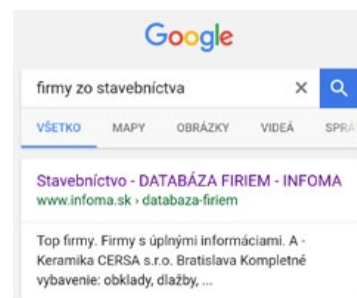 Google
firmy zo stavebníctva ×
VŠETKO MAPY OBRÁZKY VIDEÁ SPRÁ
Stavebníctvo - DATABÁZA FIRIEM - INFOMA
www.infoma.sk › databaza-firiem
Top firmy. Firmy s úplnými informáciami. A -
Keramika CERSA s.r.o. Bratislava Kompletné
vybavenie: obklady, dlažby, ...